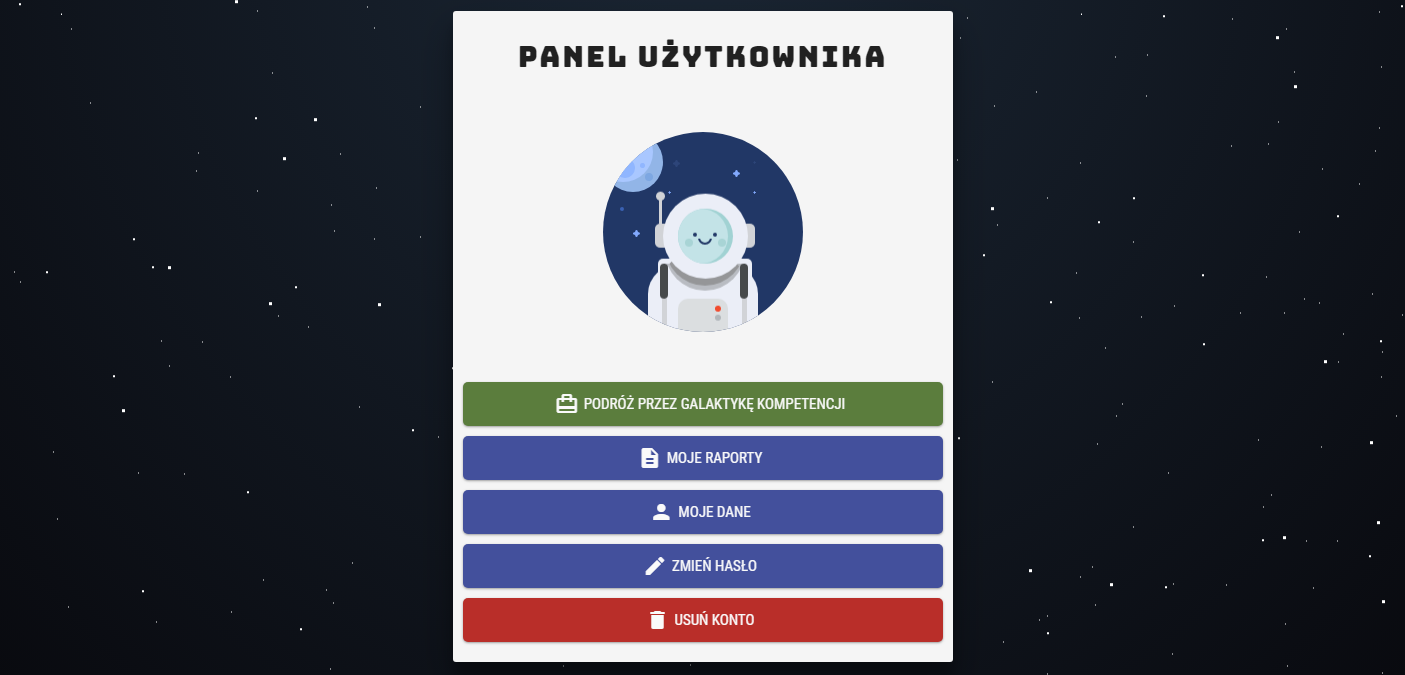 PANEL UŻYTKOWNIKA
PODRÓŻ PRZEZ GALAKTYKĘ KOMPETENCJI
MOJE RAPORTY
MOJE DANE
ZMIEŃ HASŁO
USUŃ KONTO